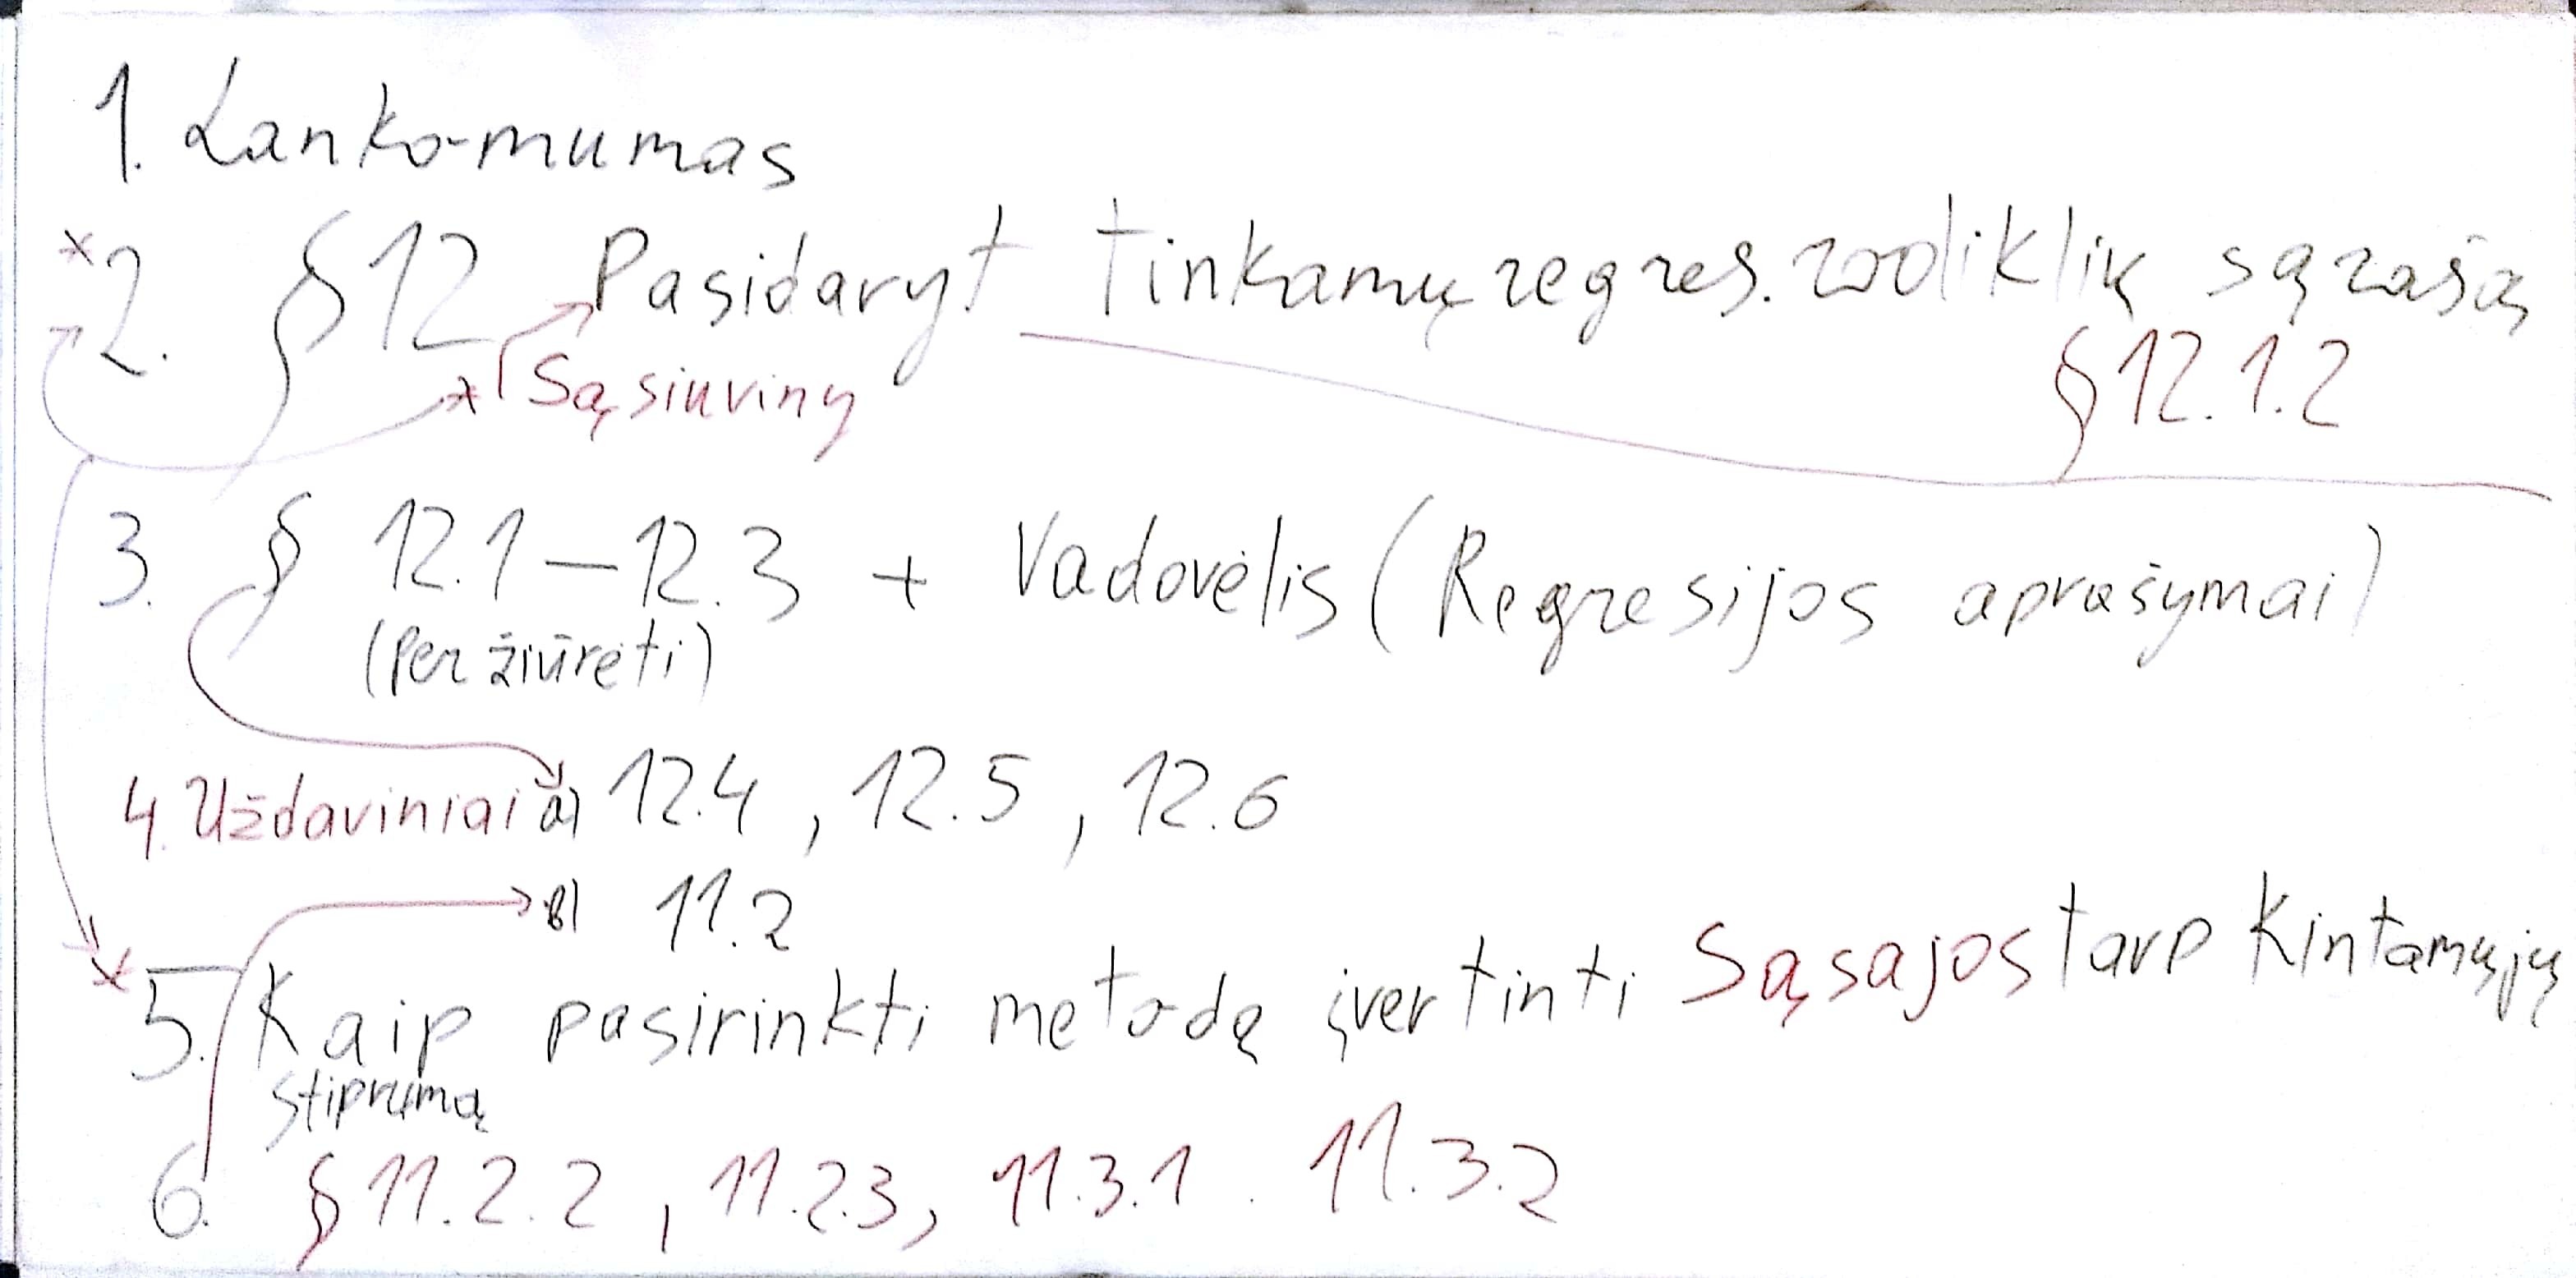 1. Lankomumas
*2. §12 Pasidaryt tinkamų regres. rodiklių sąrašą
* Sąsiuviny §12.1.2
3. § 12.1 – 12.3 + Vadovėlis (Regresijos aprašymai)
(Peržiūrėti)
4. Uždaviniai a) 12.4, 12.5, 12.6
B) 11.2
* 5. Kaip pasirinkti metodą įvertinti Sąsajos tarp Kintamųjų
stiprumą
6. § 11.2.2, 11.2.3, 11.3.1. 11.3.2